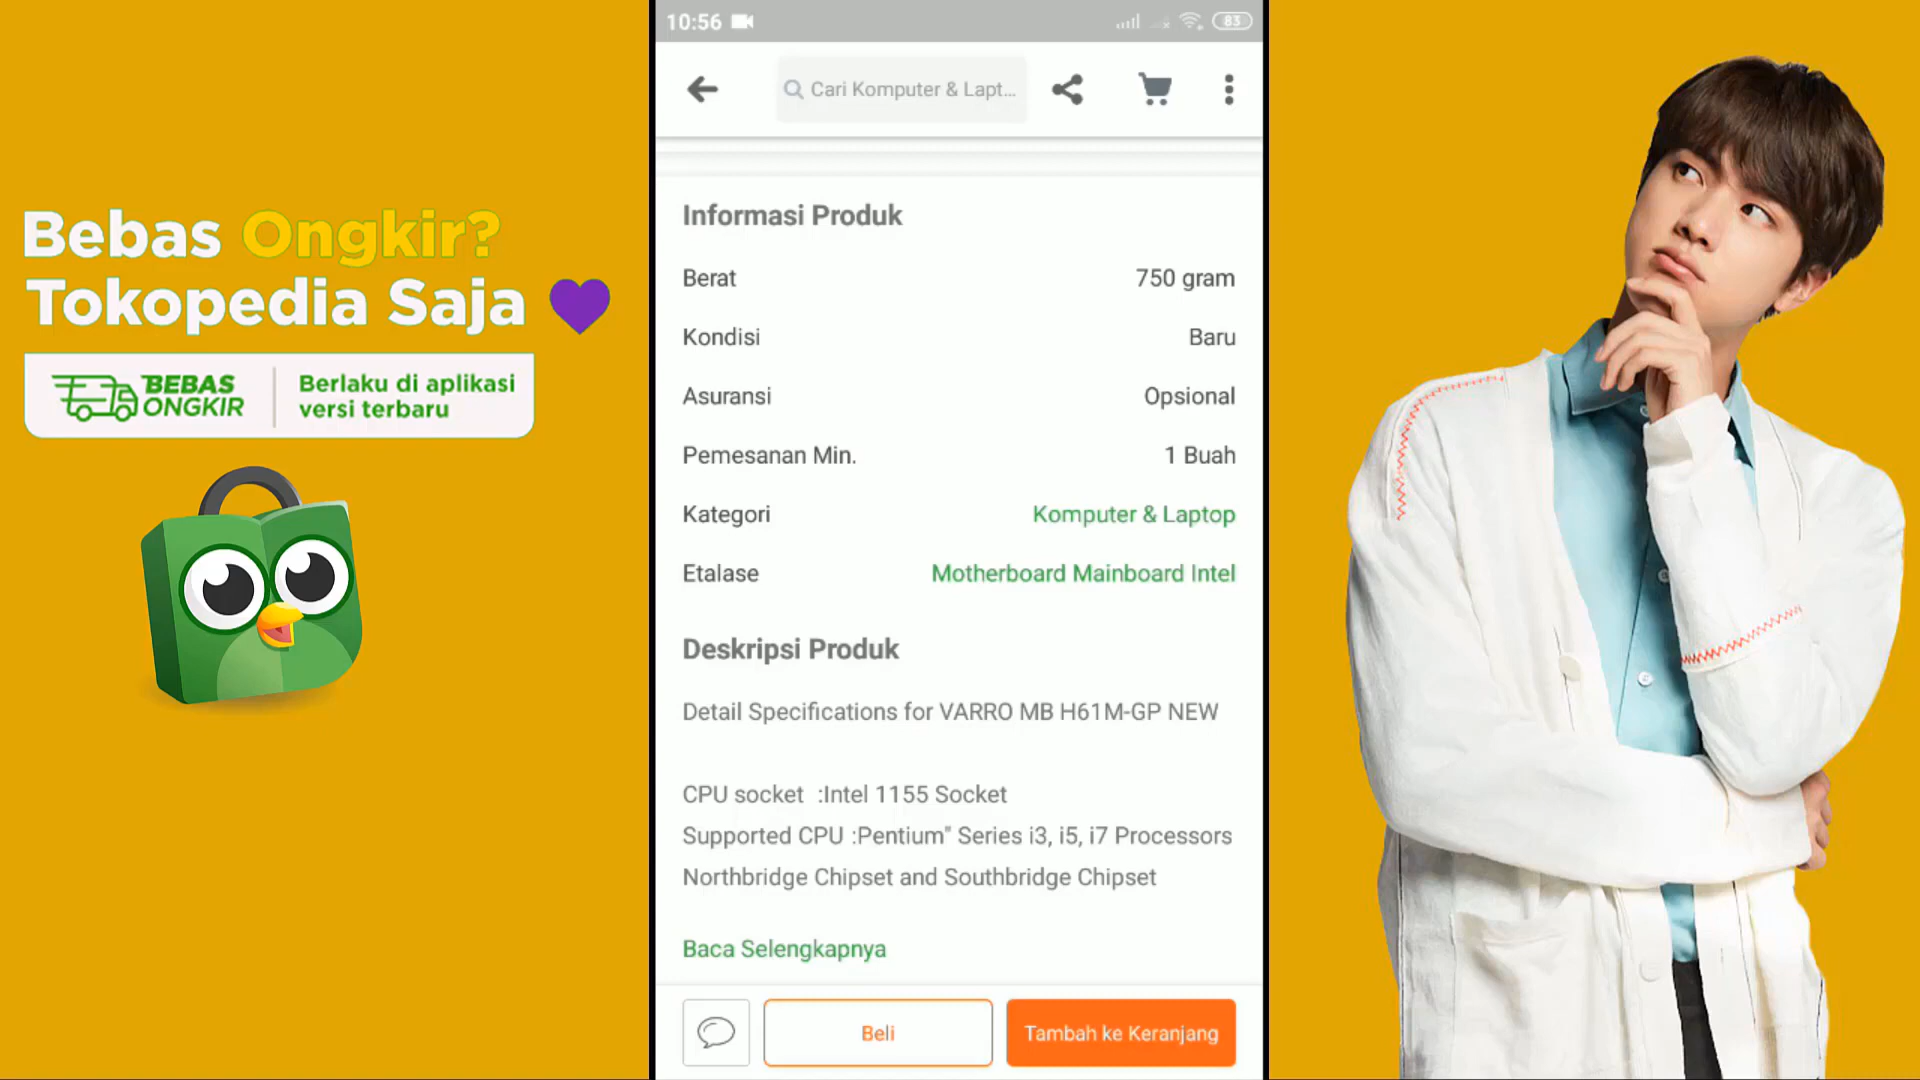 Bebas Ongkir?
Tokopedia Saja
BEBAS
ONGKIR
Berlaku di aplikasi
versi terbaru
10:56
83
Cari Komputer & Lapt...
Informasi Produk
Berat 750 gram
Kondisi Baru
Asuransi Opsional
Pemesanan Min. 1 Buah
Kategori Komputer & Laptop
Etalase Motherboard Mainboard Intel
Deskripsi Produk
Detail Specifications for VARRO MB H61M-GP NEW
CPU socket :Intel 1155 Socket
Supported CPU :Pentium" Series i3, i5, i7 Processors
Northbridge Chipset and Southbridge Chipset
Baca Selengkapnya
Beli
Tambah ke Keranjang